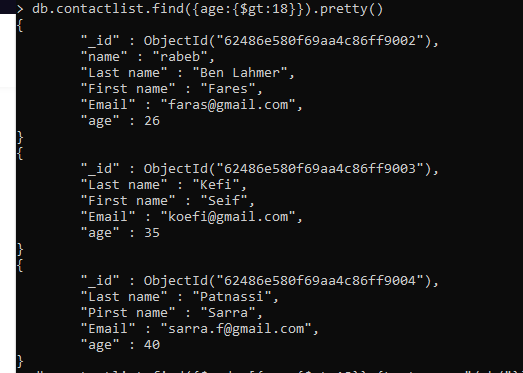 > db.contactlist.find({age:{$gt:18}}).pretty()
{
"_id" : ObjectId("62486e580f69aa4c86ff9002"),
"name" : "rabeb",
"Last name" : "Ben Lahmer",
"First name" : "Fares",
"Email" : "faras@gmail.com",
"age" : 26
}
{
"_id" : ObjectId("62486e580f69aa4c86ff9003"),
"Last name" : "Kefi",
"First name" : "Seif",
"Email" : "koefi@gmail.com",
"age" : 35
}
{
"_id" : ObjectId("62486e580f69aa4c86ff9004"),
"Last name" : "Patnassi",
"Pirst name" : "Sarra",
"Email" : "sarra.f@gmail.com",
"age" : 40
}